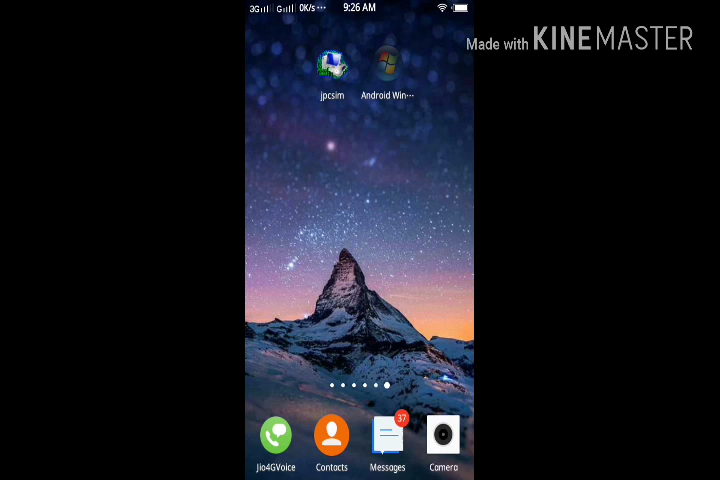 3G G 0K/s ··· 9:26 AM
Made with KINEMASTER
jpcsim Android Win···
37
Jio4GVoice Contacts Messages Camera